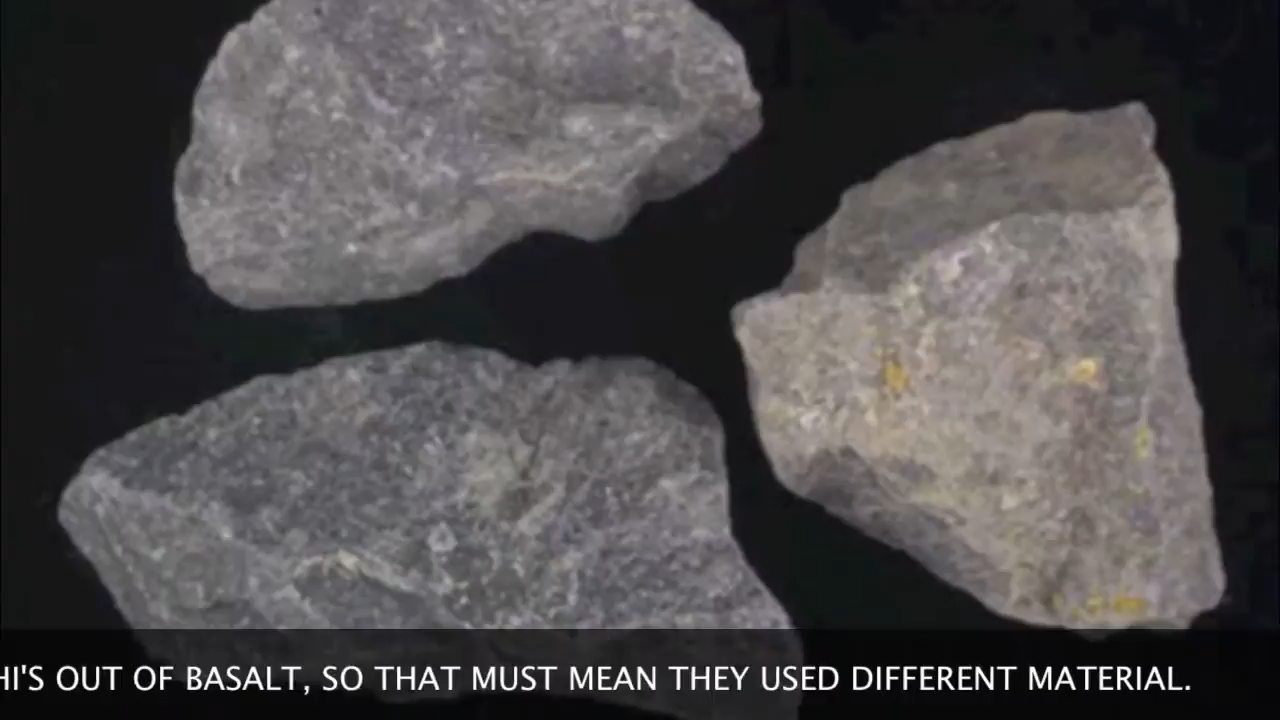 HI'S OUT OF BASALT, SO THAT MUST MEAN THEY USED DIFFERENT MATERIAL.